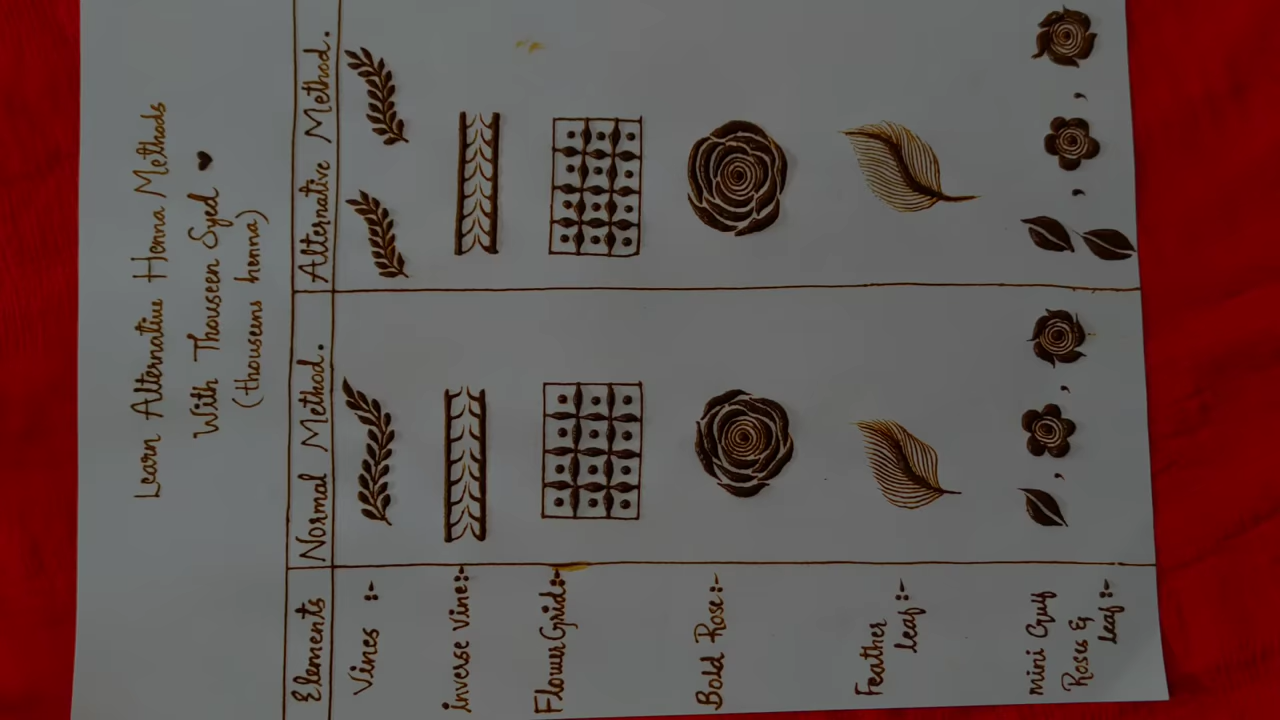 Learn Alternative Henna Methods
With Thouseen Syed ♥
(thouseens henna)
Elements Normal Method. Alternative Method.
Vines :-
inverse vine:-
Flower Grid:-
Bold Rose:-
Feather
leaf:-
mini Gulf
Roses &
leaf:-